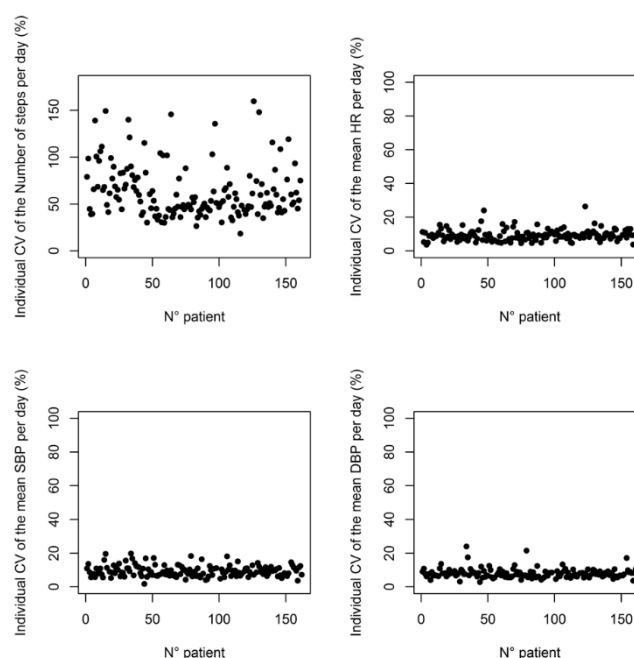 Individual CV of the Number of steps per day (%)
150
100
50
0
0 50 100 150
N° patient
Individual CV of the mean HR per day (%)
100
80
60
40
20
0
0 50 100 150
N° patient
Individual CV of the mean SBP per day (%)
100
80
60
40
20
0
0 50 100 150
N° patient
Individual CV of the mean DBP per day (%)
100
80
60
40
20
0
0 50 100 150
N° patient